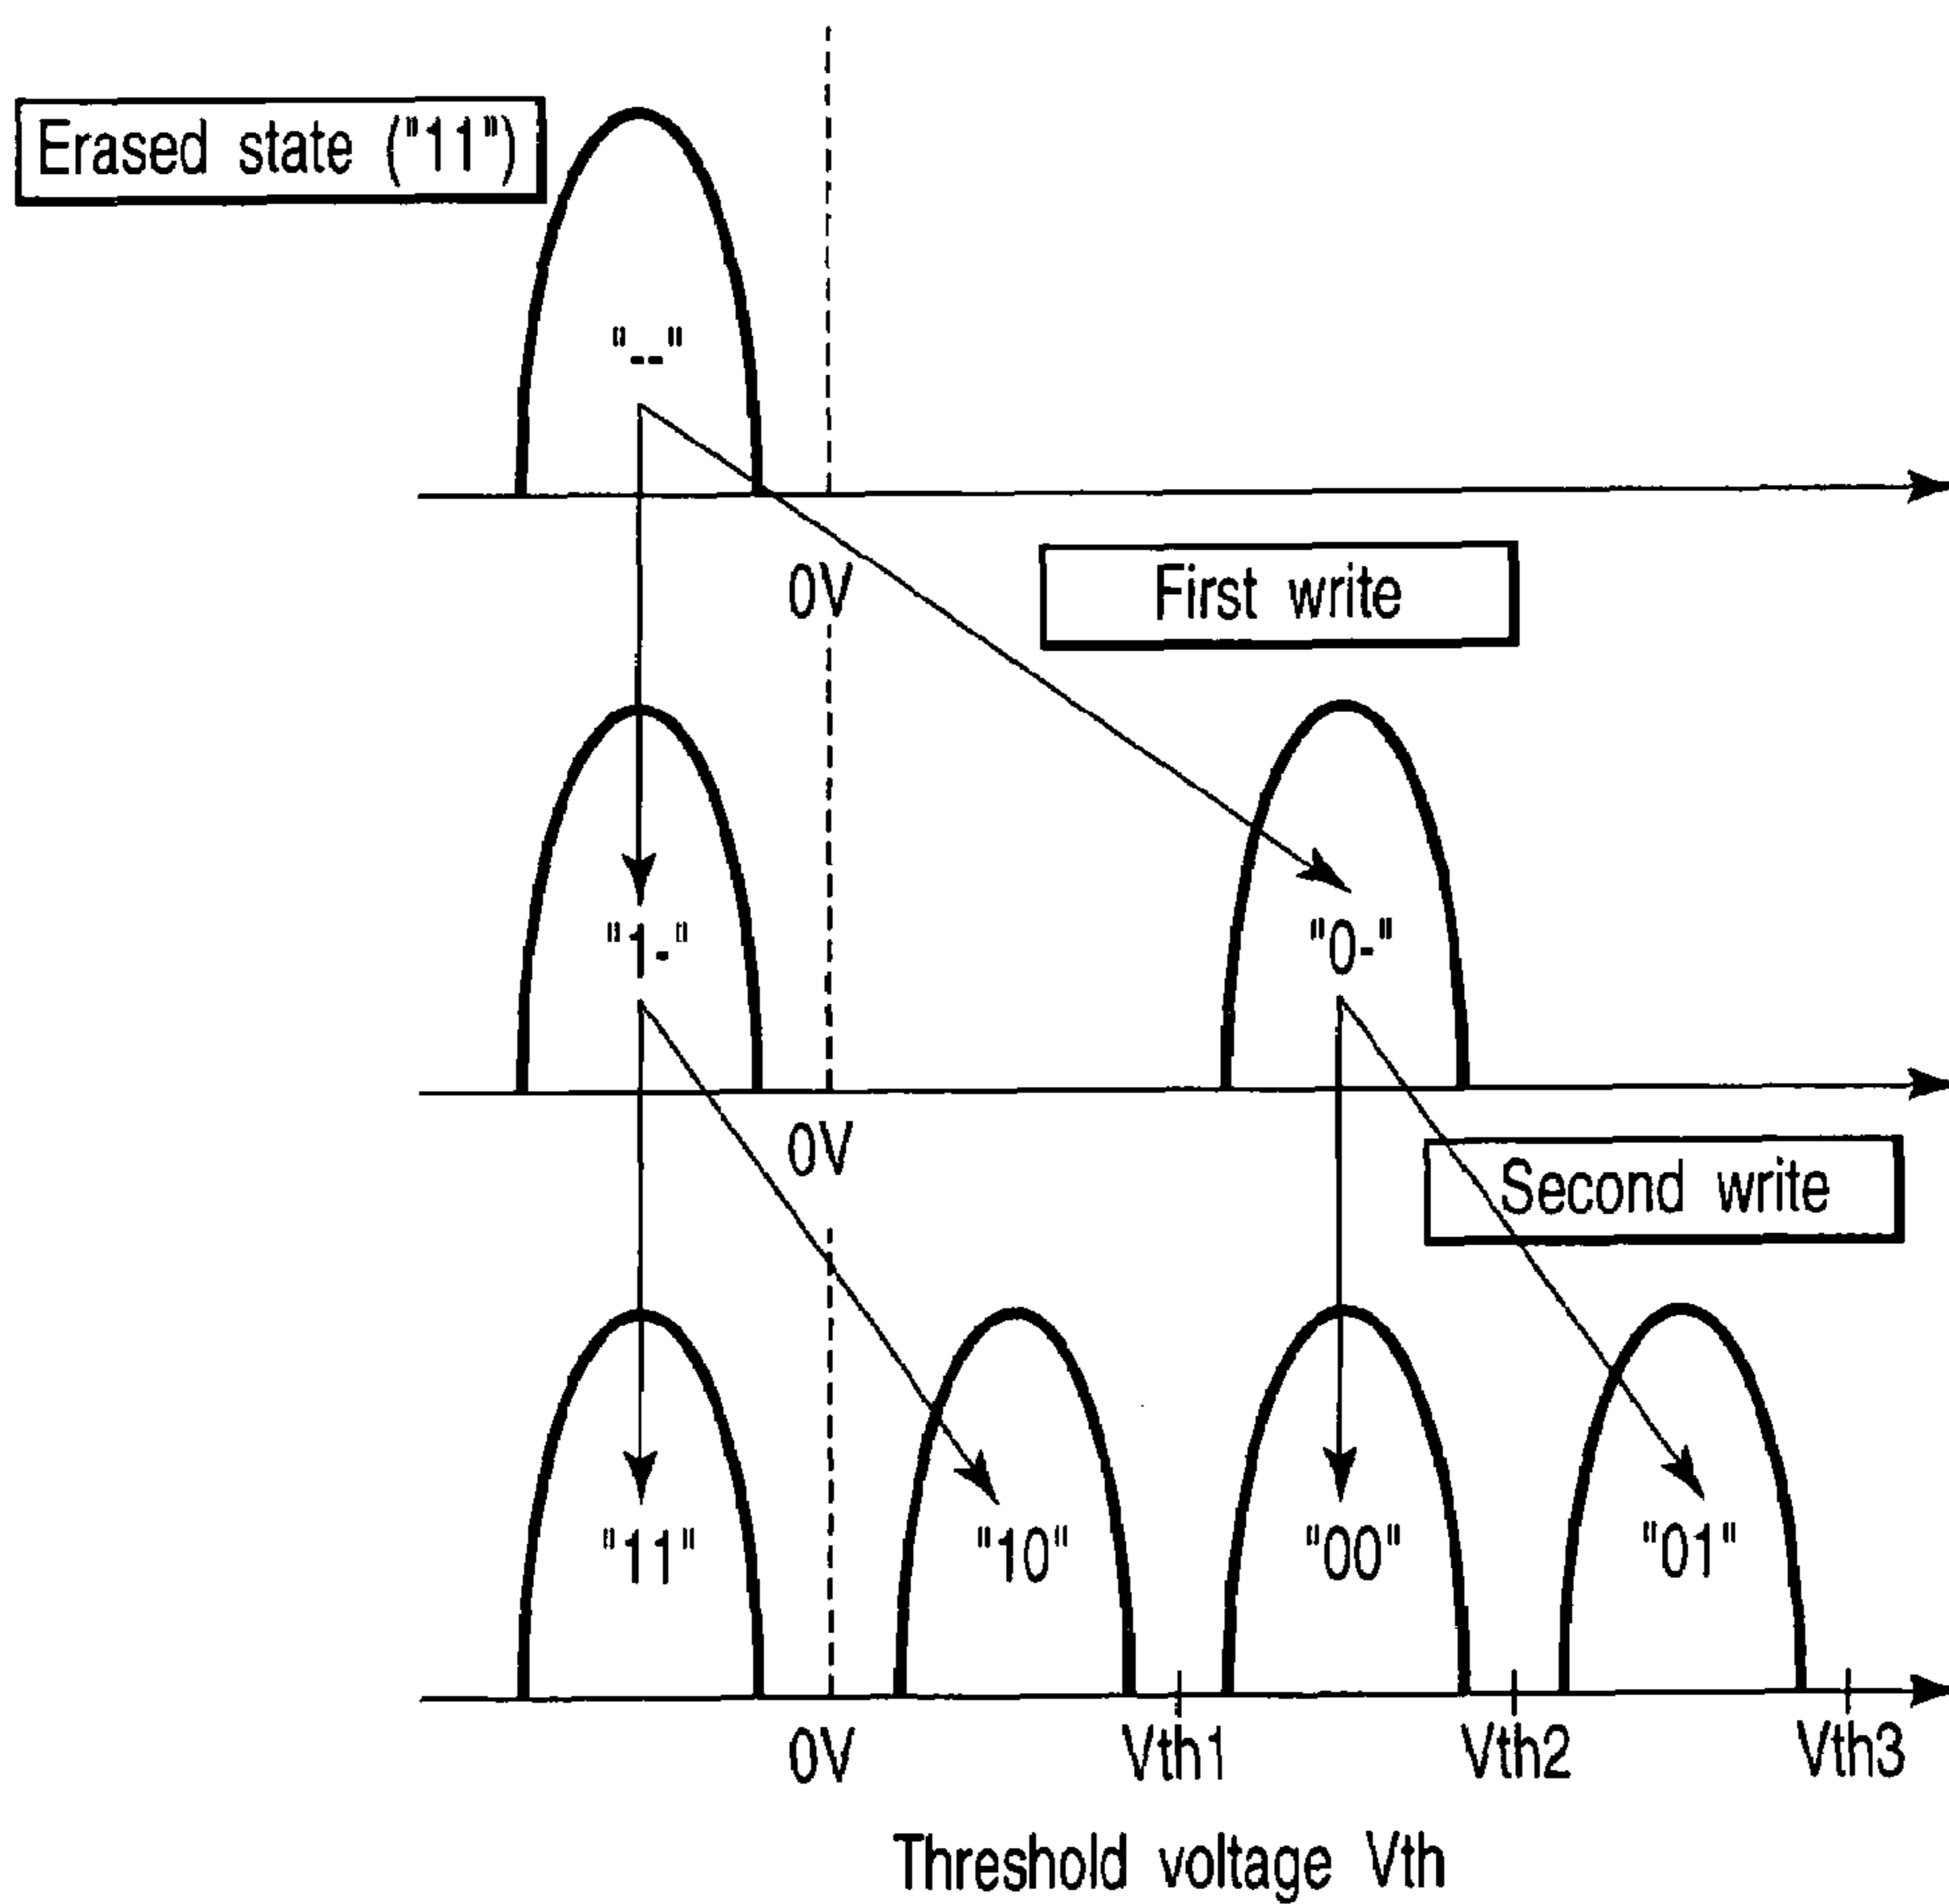 Erased state ("11")
"--"
0V
First write
"1-"
"0-"
0V
Second write
"11"
"10"
"00"
"01"
0V
Vth1
Vth2
Vth3
Threshold voltage Vth